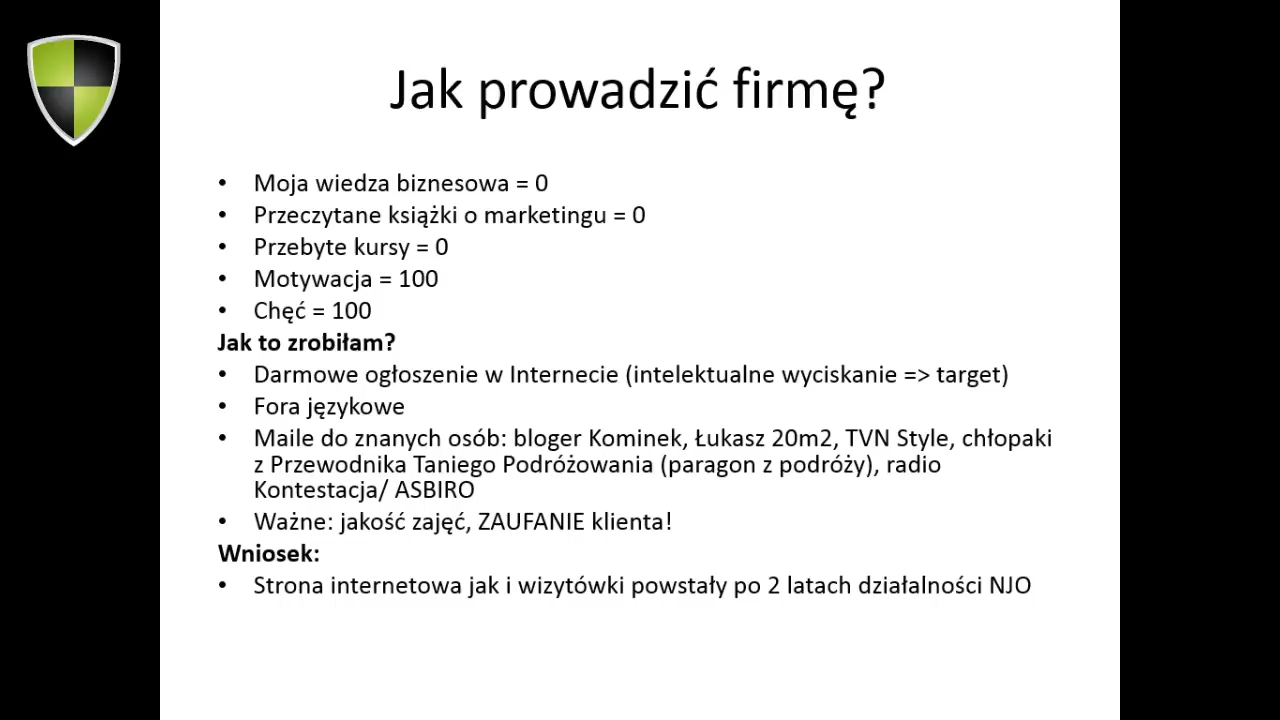 Jak prowadzić firmę?
• Moja wiedza biznesowa = 0
• Przeczytane książki o marketingu = 0
• Przebyte kursy = 0
• Motywacja = 100
• Chęć = 100
Jak to zrobiłam?
• Darmowe ogłoszenie w Internecie (intelektualne wyciskanie => target)
• Fora językowe
• Maile do znanych osób: bloger Kominek, Łukasz 20m2, TVN Style, chłopaki
z Przewodnika Taniego Podróżowania (paragon z podróży), radio
Kontestacja/ ASBIRO
• Ważne: jakość zajęć, ZAUFANIE klienta!
Wniosek:
• Strona internetowa jak i wizytówki powstały po 2 latach działalności NJO